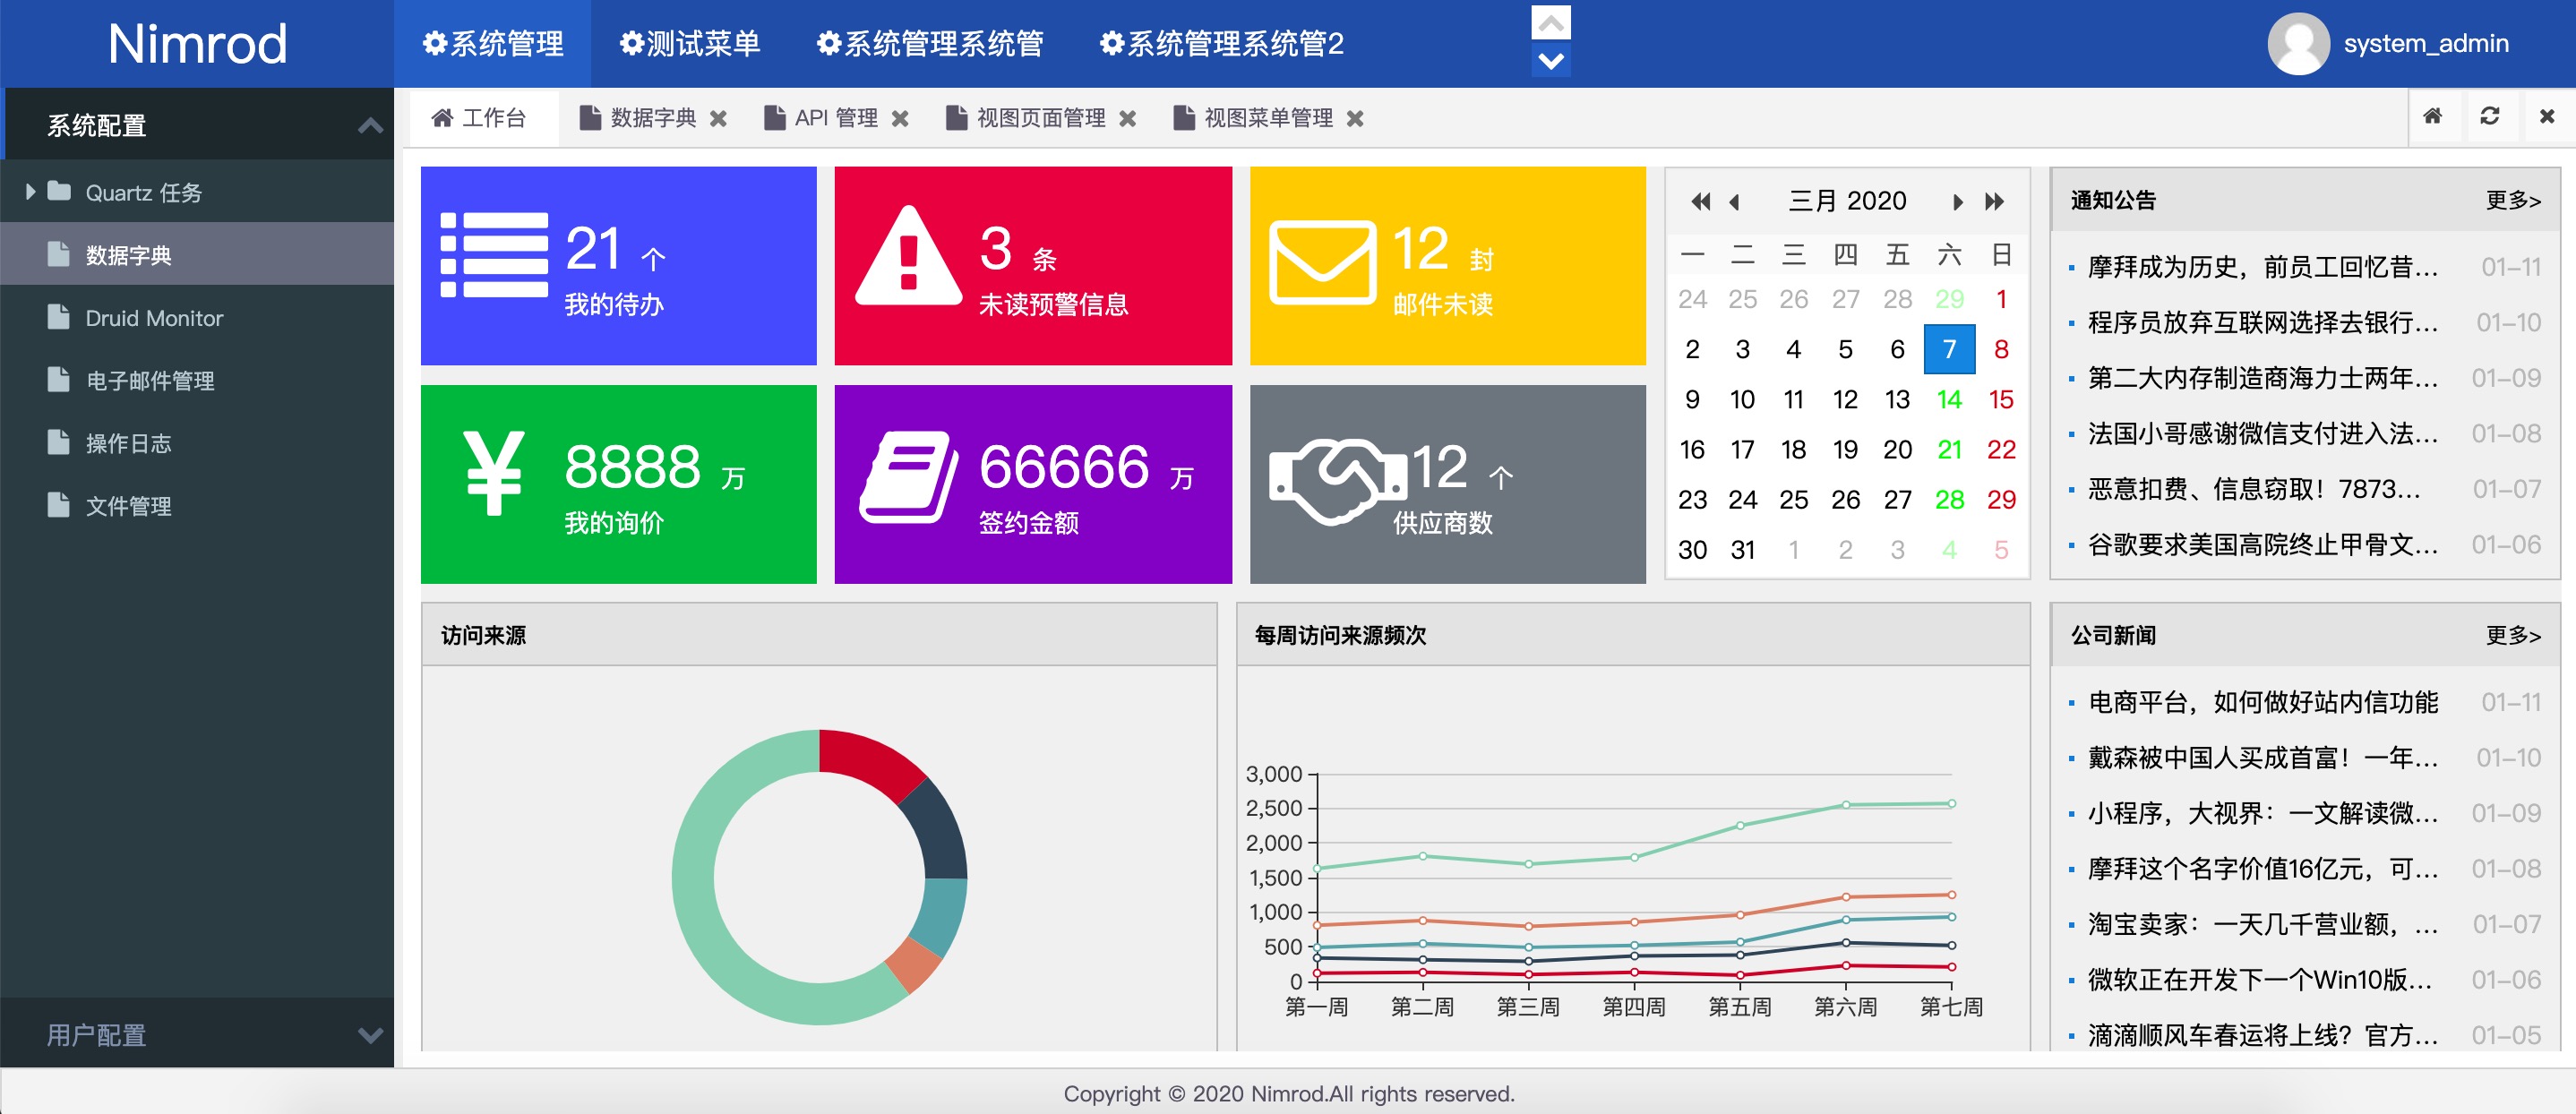 Nimrod
系统管理
测试菜单
系统管理系统管
系统管理系统管2
system_admin
系统配置
Quartz 任务
数据字典
Druid Monitor
电子邮件管理
操作日志
文件管理
用户配置
工作台
数据字典
API 管理
视图页面管理
视图菜单管理
21 个
我的待办
3 条
未读预警信息
12 封
邮件未读
8888 万
我的询价
66666 万
签约金额
12 个
供应商数
三月 2020
一 二 三 四 五 六 日
24 25 26 27 28 29 1
2 3 4 5 6 7 8
9 10 11 12 13 14 15
16 17 18 19 20 21 22
23 24 25 26 27 28 29
30 31 1 2 3 4 5
通知公告 更多>
摩拜成为历史，前员工回忆昔... 01-11
程序员放弃互联网选择去银行... 01-10
第二大内存制造商海力士两年... 01-09
法国小哥感谢微信支付进入法... 01-08
恶意扣费、信息窃取！7873... 01-07
谷歌要求美国高院终止甲骨文... 01-06
访问来源
每周访问来源频次
3,000
2,500
2,000
1,500
1,000
500
0
第一周 第二周 第三周 第四周 第五周 第六周 第七周
公司新闻 更多>
电商平台，如何做好站内信功能 01-11
戴森被中国人买成首富！一年... 01-10
小程序，大视界：一文解读微... 01-09
摩拜这个名字价值16亿元，可... 01-08
淘宝卖家：一天几千营业额，... 01-07
微软正在开发下一个Win10版... 01-06
滴滴顺风车春运将上线？官方... 01-05
Copyright © 2020 Nimrod.All rights reserved.